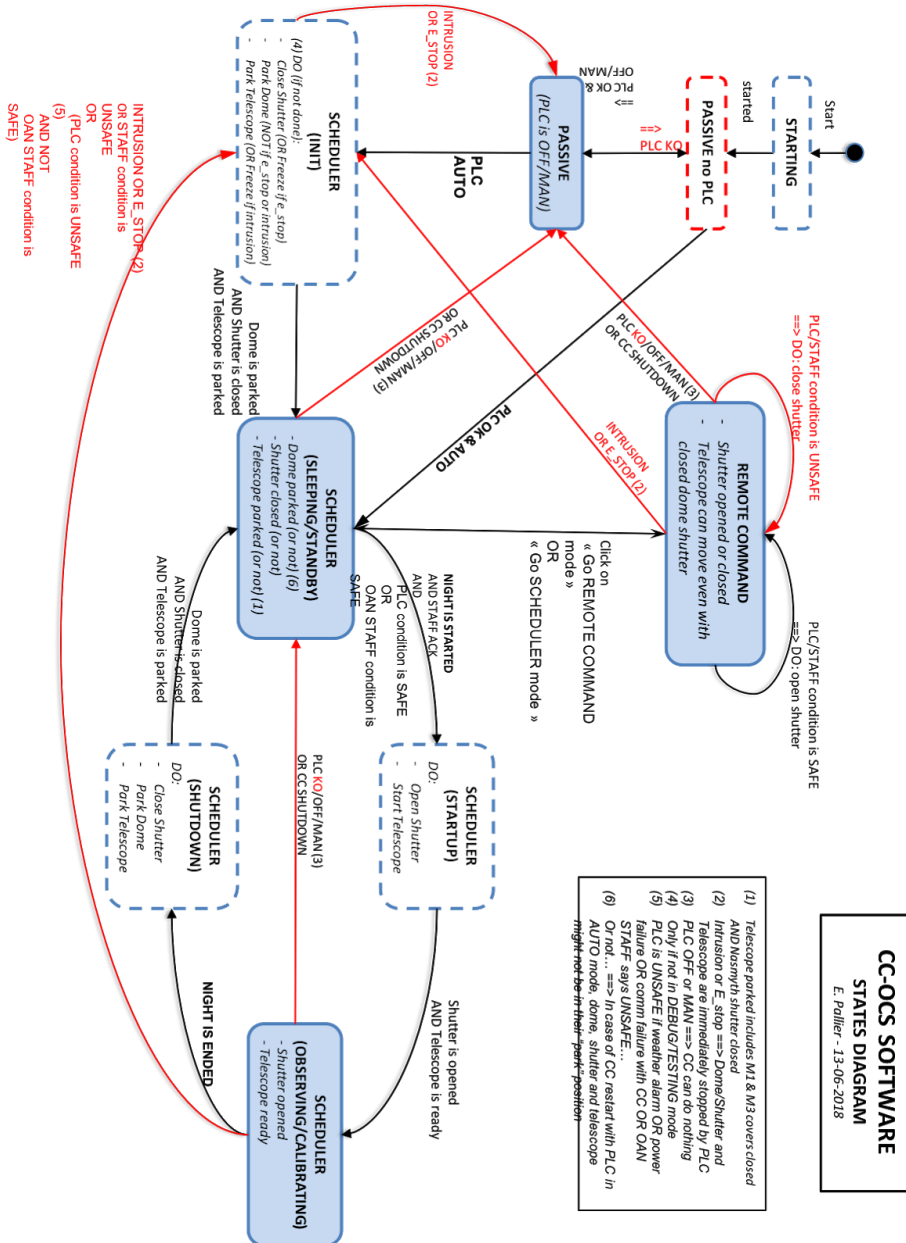 CC-OCS SOFTWARE
STATES DIAGRAM
E. Pallier - 13-06-2018
Start
STARTING
started
PASSIVE no PLC
PLC OK &
OFF/MAN
==>
==>
PLC KO
PASSIVE
(PLC is OFF/MAN)
INTRUSION
OR E_STOP (2)
PLC
AUTO
SCHEDULER
(INIT)
(4) DO (if not done):
- Close Shutter (OR Freeze if e_stop)
- Park Dome (NOT if e_stop or intrusion)
- Park Telescope (OR Freeze if intrusion)
INTRUSION OR E_STOP (2)
OR STAFF condition is
UNSAFE
OR
(PLC condition is UNSAFE
(5)
AND NOT
OAN STAFF condition is
SAFE)
Dome is parked
AND Shutter is closed
AND Telescope is parked
PLC KO/OFF/MAN(3)
OR CC SHUTDOWN
PLC OK & AUTO
PLC KO/OFF/MAN(3)
OR CC SHUTDOWN
INTRUSION
OR E_STOP (2)
PLC/STAFF condition is UNSAFE
==> DO: close shutter
REMOTE COMMAND
- Shutter opened or closed
- Telescope can move even with
closed dome shutter
PLC/STAFF condition is SAFE
==> DO: open shutter
Click on
« Go REMOTE COMMAND
mode »
OR
« Go SCHEDULER mode »
SCHEDULER
(SLEEPING/STANDBY)
- Dome parked (or not) (6)
- Shutter closed (or not)
- Telescope parked (or not) (1)
NIGHT IS STARTED
AND STAFF ACK
AND
PLC condition is SAFE
OR
OAN STAFF condition is
SAFE
SCHEDULER
(STARTUP)
DO:
- Open Shutter
- Start Telescope
Shutter is opened
AND Telescope is ready
PLC KO/OFF/MAN(3)
OR CC SHUTDOWN
Dome is parked
AND Shutter is closed
AND Telescope is parked
SCHEDULER
(SHUTDOWN)
DO:
- Close Shutter
- Park Dome
- Park Telescope
NIGHT IS ENDED
SCHEDULER
(OBSERVING/CALIBRATING)
- Shutter opened
- Telescope ready
(1) Telescope parked includes M1 & M3 covers closed
AND Nasmyth shutter closed
(2) Intrusion or E_stop ==> Dome/Shutter and
Telescope are immediately stopped by PLC
(3) PLC OFF or MAN ==> CC can do nothing
(4) Only if not in DEBUG/TESTING mode
(5) PLC is UNSAFE if weather alarm OR power
failure OR comm failure with CC OR OAN
STAFF says UNSAFE...
(6) Or not... ==> In case of CC restart with PLC in
AUTO mode, dome, shutter and telescope
might not be in their "park" position